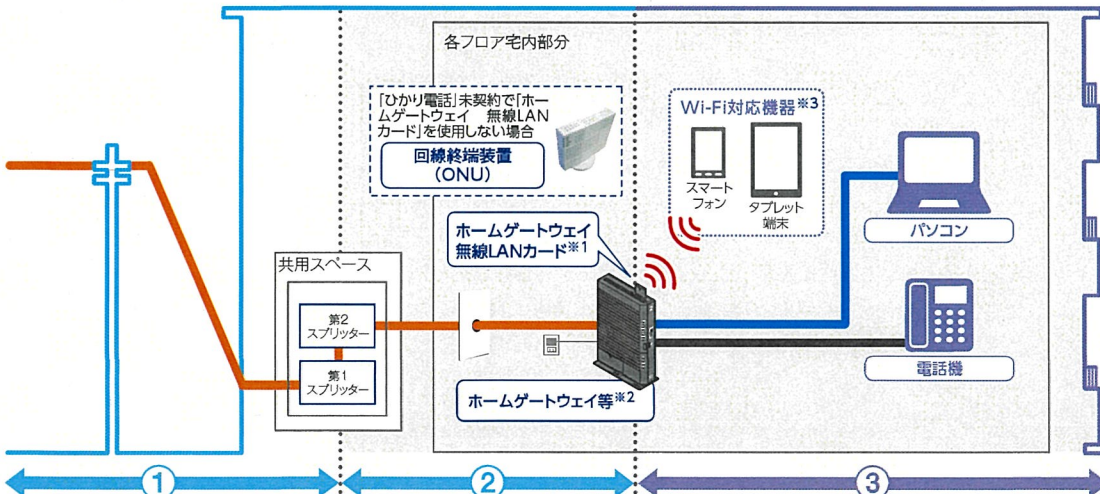 各フロア宅内部分
「ひかり電話」未契約で「ホー
ムゲートウェイ　無線LAN
カード」を使用しない場合
回線終端装置
(ONU)
Wi-Fi対応機器※3
スマート
フォン
タブレット
端末
パソコン
ホームゲートウェイ
無線LANカード※1
共用スペース
第2
スプリッター
第1
スプリッター
電話機
ホームゲートウェイ等※2
①
②
③